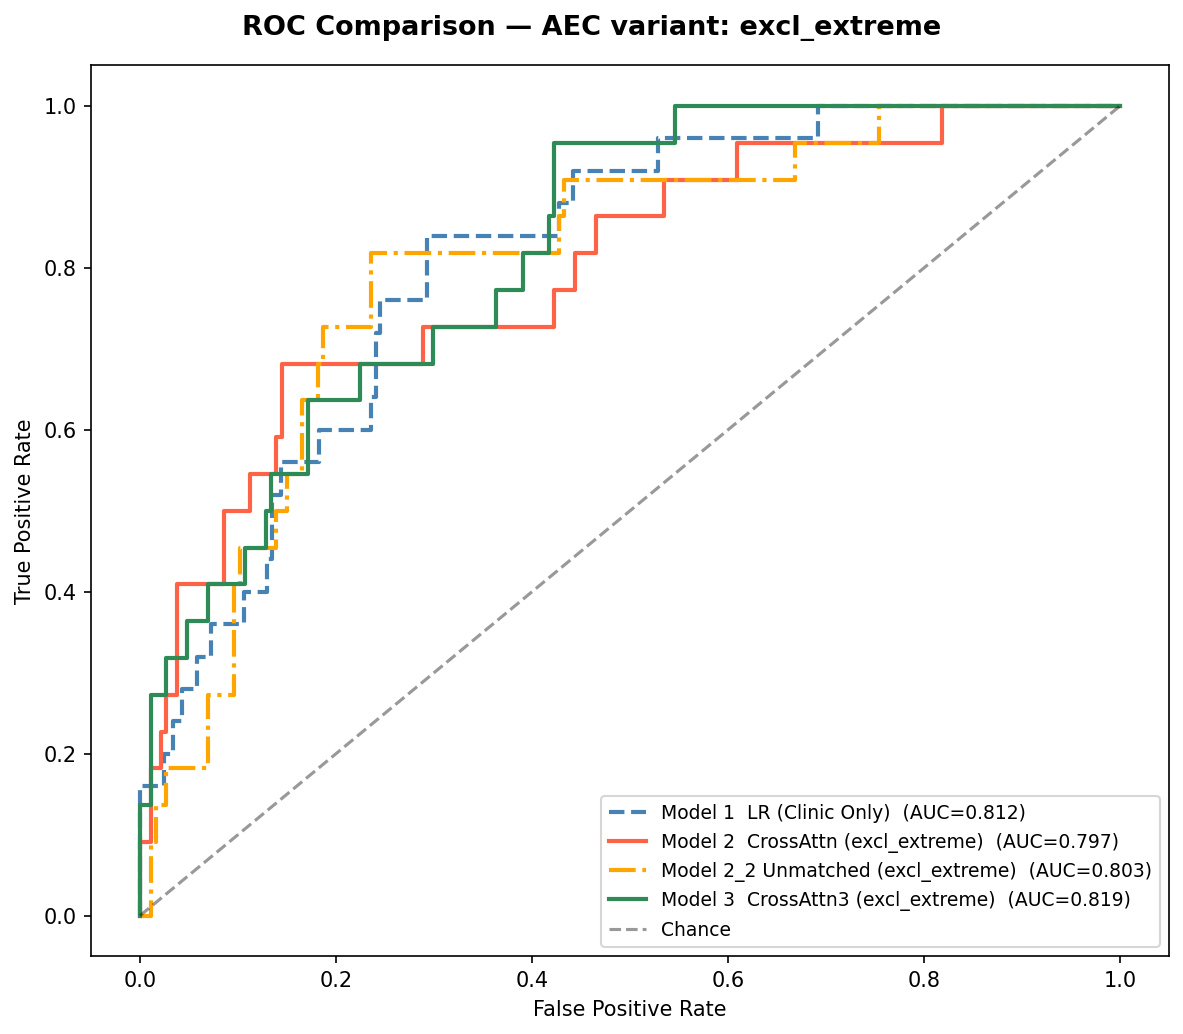 ROC Comparison — AEC variant: excl_extreme
1.0
0.8
0.6
0.4
0.2
0.0
True Positive Rate
Model 1  LR (Clinic Only)  (AUC=0.812)
Model 2  CrossAttn (excl_extreme)  (AUC=0.797)
Model 2_2 Unmatched (excl_extreme)  (AUC=0.803)
Model 3  CrossAttn3 (excl_extreme)  (AUC=0.819)
Chance
0.0 0.2 0.4 0.6 0.8 1.0
False Positive Rate